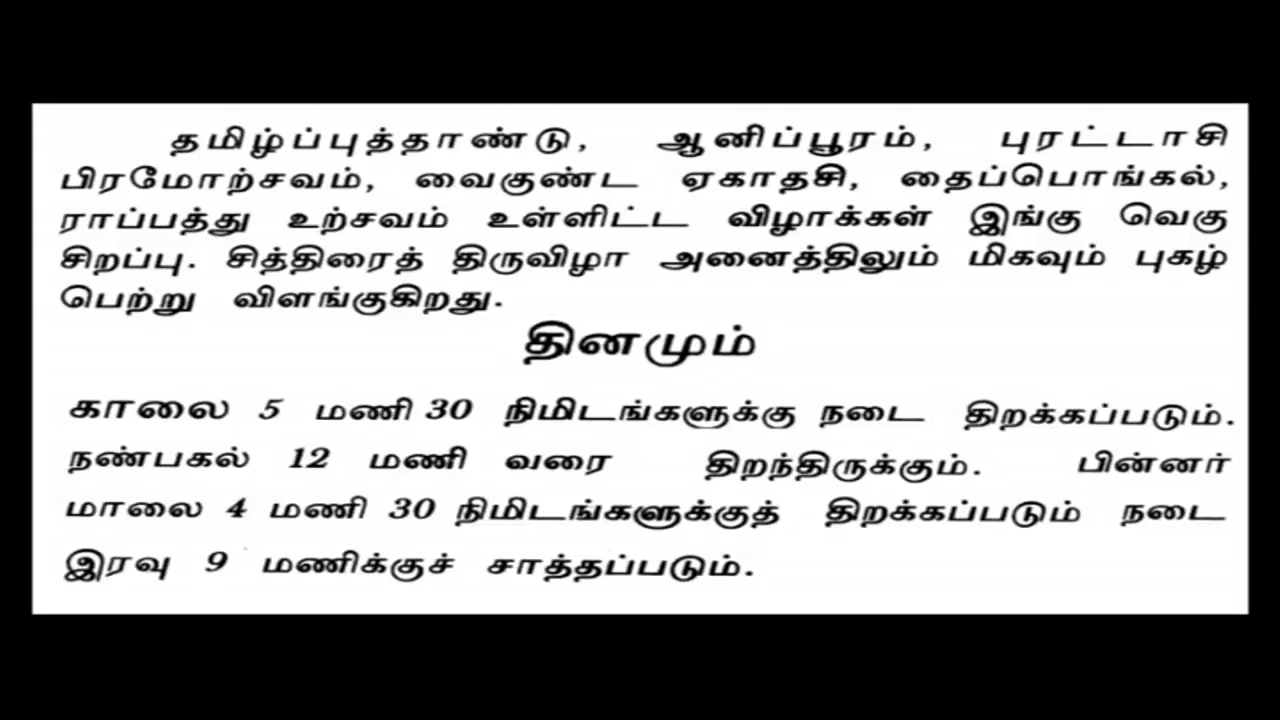 தமிழ்ப்புத்தாண்டு, ஆனிப்பூரம், புரட்டாசி
பிரமோற்சவம், வைகுண்ட ஏகாதசி, தைப்பொங்கல்,
ராப்பத்து உற்சவம் உள்ளிட்ட விழாக்கள் இங்கு வெகு
சிறப்பு. சித்திரைத் திருவிழா அனைத்திலும் மிகவும் புகழ்
பெற்று விளங்குகிறது.
தினமும்
காலை 5 மணி 30 நிமிடங்களுக்கு நடை திறக்கப்படும்.
நண்பகல் 12 மணி வரை திறந்திருக்கும். பின்னர்
மாலை 4 மணி 30 நிமிடங்களுக்குத் திறக்கப்படும் நடை
இரவு 9 மணிக்குச் சாத்தப்படும்.